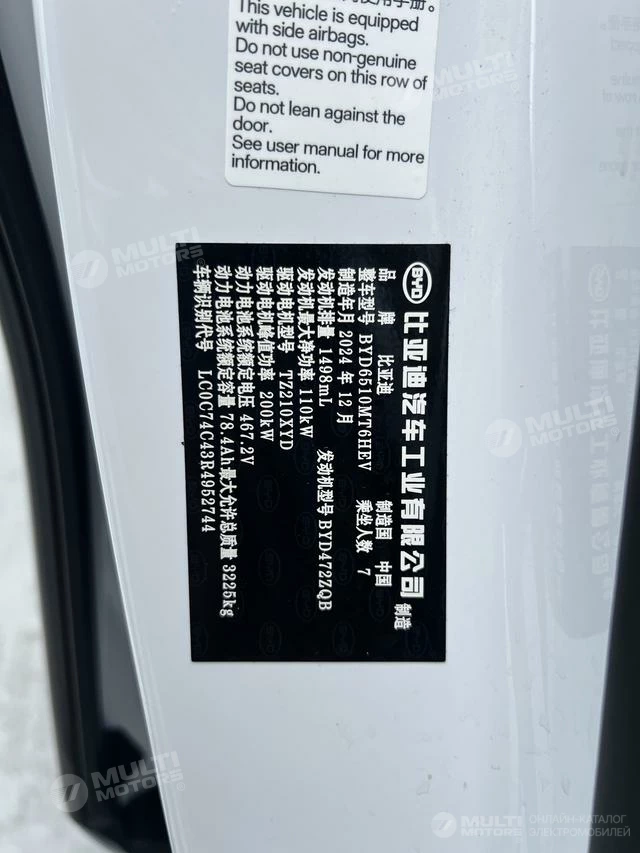 用手册。
This vehicle is equipped
with side airbags.
Do not use non-genuine
seat covers on this row of
seats.
Do not lean against the
door.
See user manual for more
information.
BYD 比亚迪汽车工业有限公司 制造
品牌 比亚迪 制造国 中国
整车型号 BYD6510MT6HEV 乘坐人数 7
制造年月 2024 年 12 月
发动机排量 1498mL 发动机型号 BYD472ZQB
发动机最大净功率 110kW
驱动电机型号 TZ210XYD
驱动电机峰值功率 200kW
动力电池系统额定电压 467.2V
动力电池系统额定容量 78.4Ah 最大允许总质量 3225kg
车辆识别代号 LC0C74C43R4952744
MULTI MOTORS
MULTI MOTORS
MULTI MOTORS
MULTI MOTORS
MULTI MOTORS ОНЛАЙН-КАТАЛОГ
ЭЛЕКТРОМОБИЛЕЙ